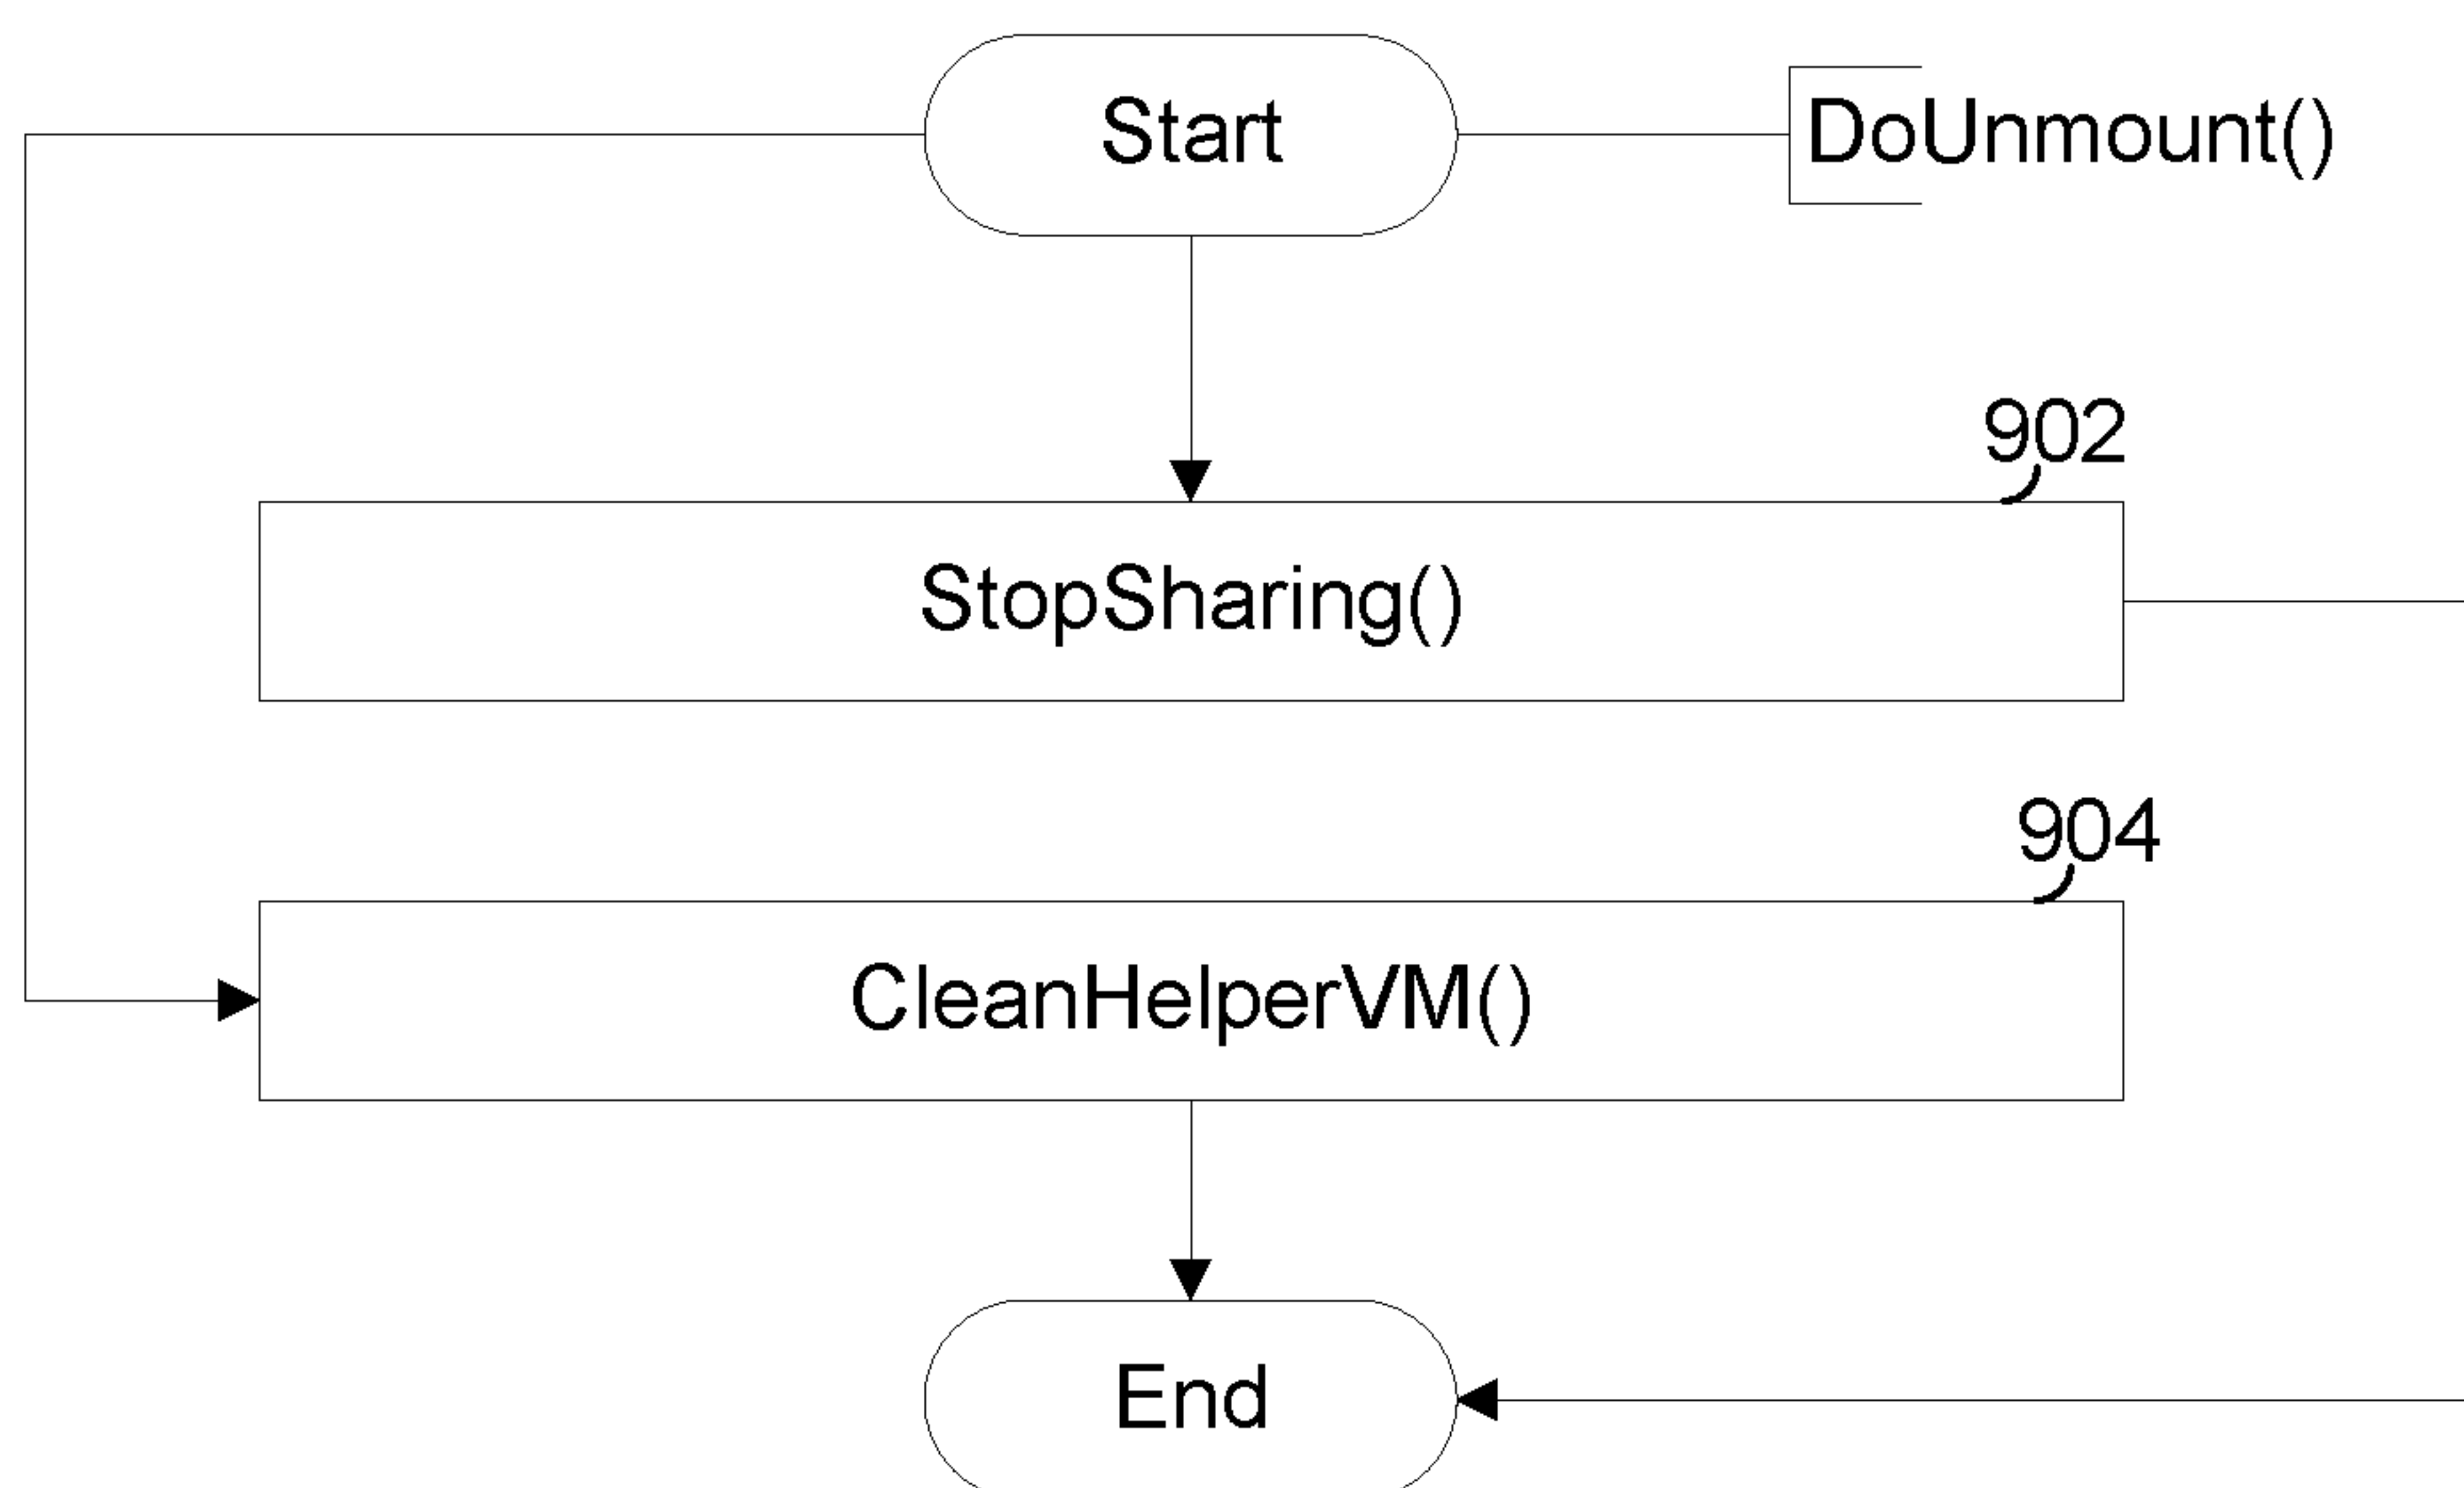 Start
DoUnmount()
902
StopSharing()
904
CleanHelperVM()
End